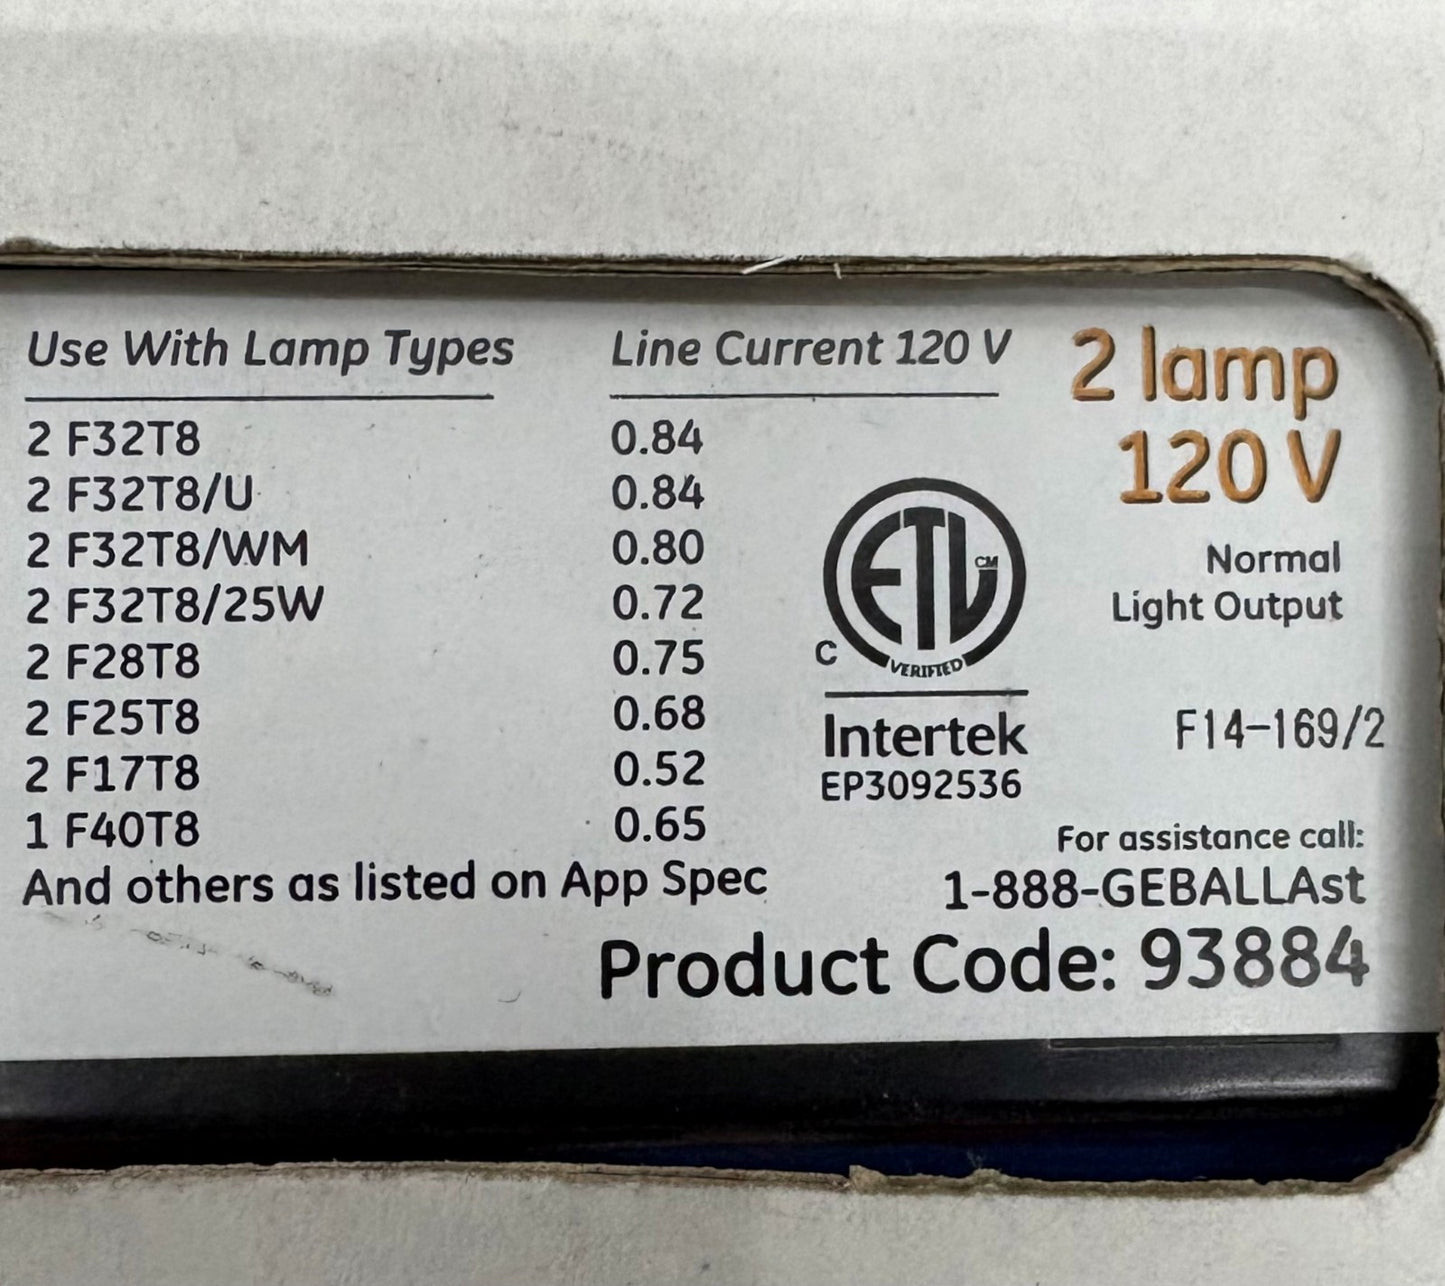 Use With Lamp Types Line Current 120 V
2 F32T8 0.84
2 F32T8/U 0.84
2 F32T8/WM 0.80
2 F32T8/25W 0.72
2 F28T8 0.75
2 F25T8 0.68
2 F17T8 0.52
1 F40T8 0.65
And others as listed on App Spec
ETL CM
C VERIFIED
Intertek
EP3092536
2 lamp
120 V
Normal
Light Output
F14-169/2
For assistance call:
1-888-GEBALLAst
Product Code: 93884